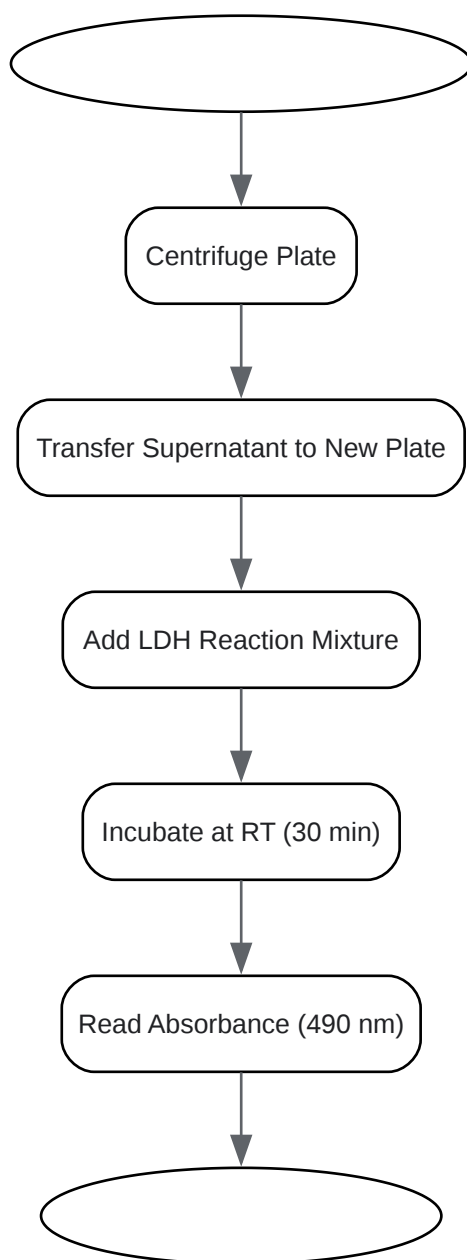 Centrifuge Plate
Transfer Supernatant to New Plate
Add LDH Reaction Mixture
Incubate at RT (30 min)
Read Absorbance (490 nm)